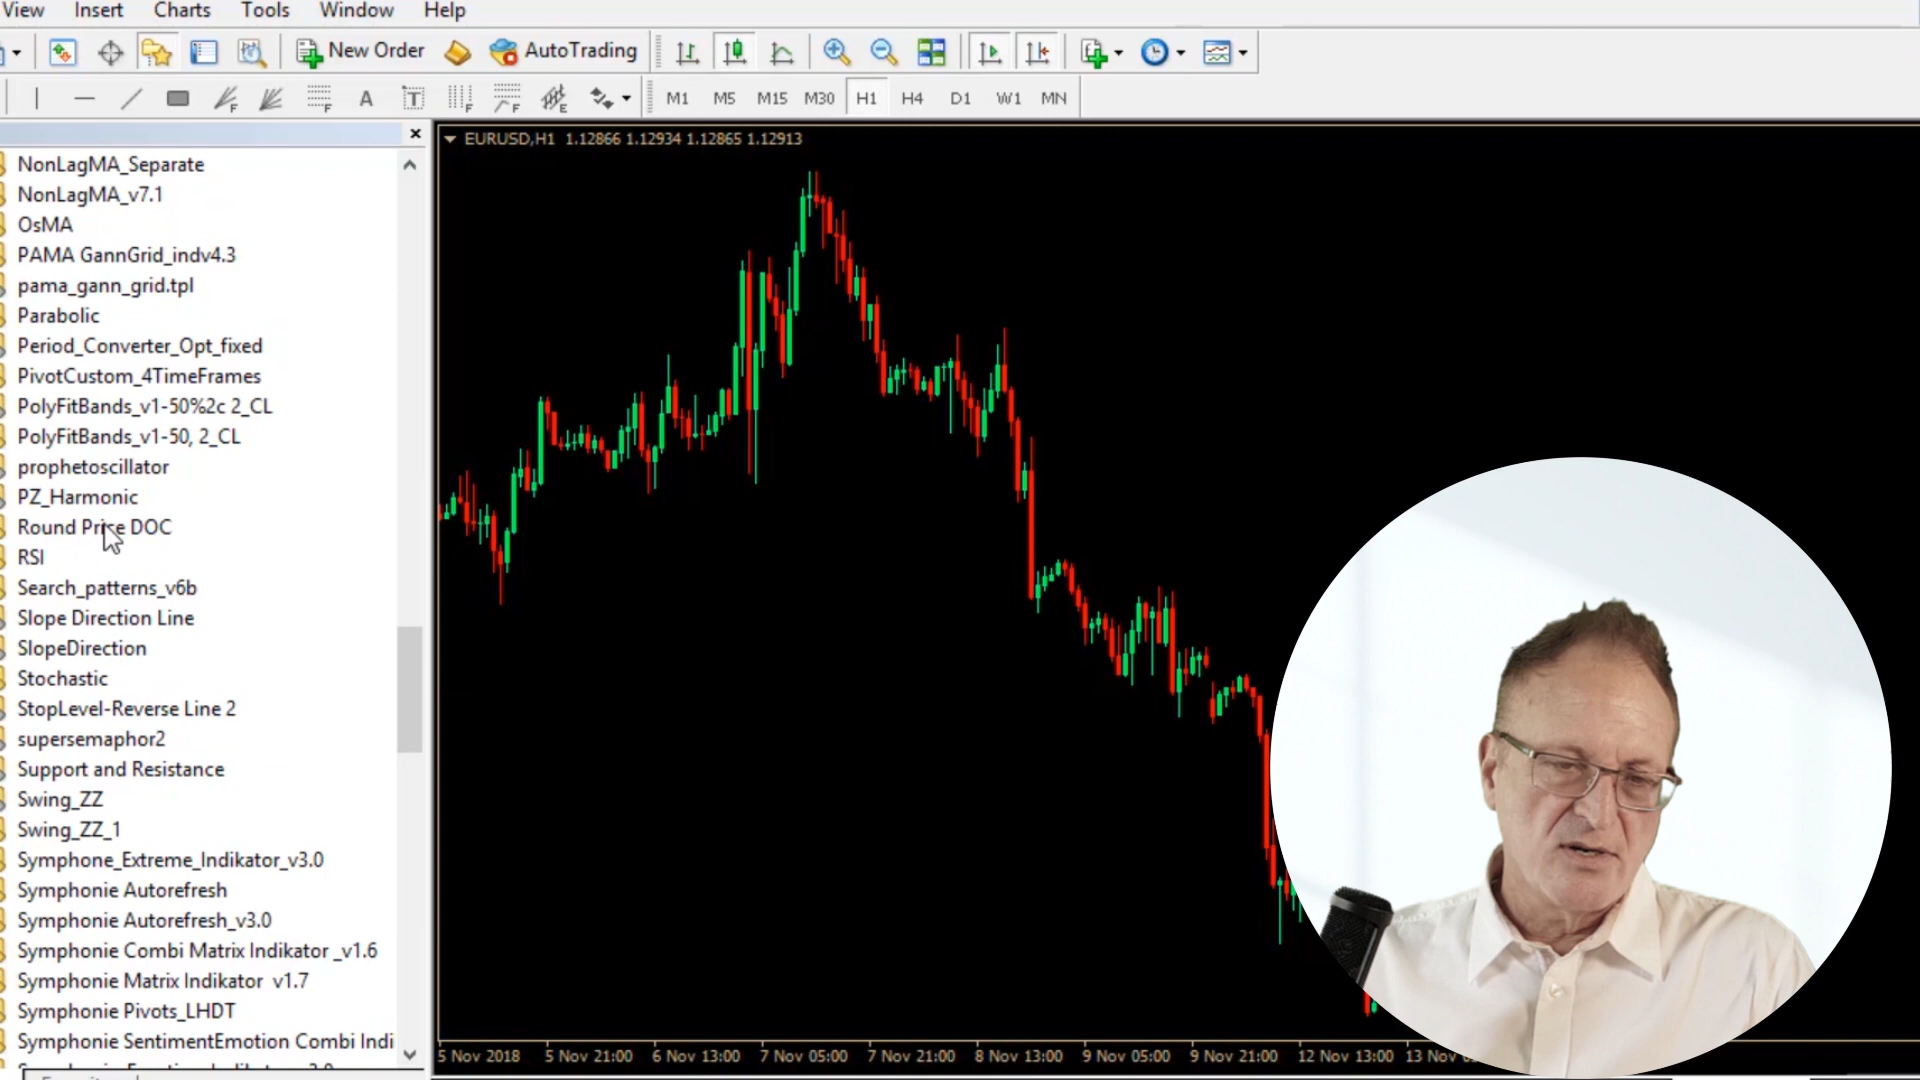 View Insert Charts Tools Window Help
New Order AutoTrading
A T F F F E M1 M5 M15 M30 H1 H4 D1 W1 MN
EURUSD,H1 1.12866 1.12934 1.12865 1.12913
NonLagMA_Separate
NonLagMA_v7.1
OsMA
PAMA GannGrid_indv4.3
pama_gann_grid.tpl
Parabolic
Period_Converter_Opt_fixed
PivotCustom_4TimeFrames
PolyFitBands_v1-50%2c 2_CL
PolyFitBands_v1-50, 2_CL
prophetoscillator
PZ_Harmonic
Round Price DOC
RSI
Search_patterns_v6b
Slope Direction Line
SlopeDirection
Stochastic
StopLevel-Reverse Line 2
supersemaphor2
Support and Resistance
Swing_ZZ
Swing_ZZ_1
Symphone_Extreme_Indikator_v3.0
Symphonie Autorefresh
Symphonie Autorefresh_v3.0
Symphonie Combi Matrix Indikator _v1.6
Symphonie Matrix Indikator v1.7
Symphonie Pivots_LHDT
Symphonie SentimentEmotion Combi Indi
5 Nov 2018 5 Nov 21:00 6 Nov 13:00 7 Nov 05:00 7 Nov 21:00 8 Nov 13:00 9 Nov 05:00 9 Nov 21:00 12 Nov 13:00 13 Nov